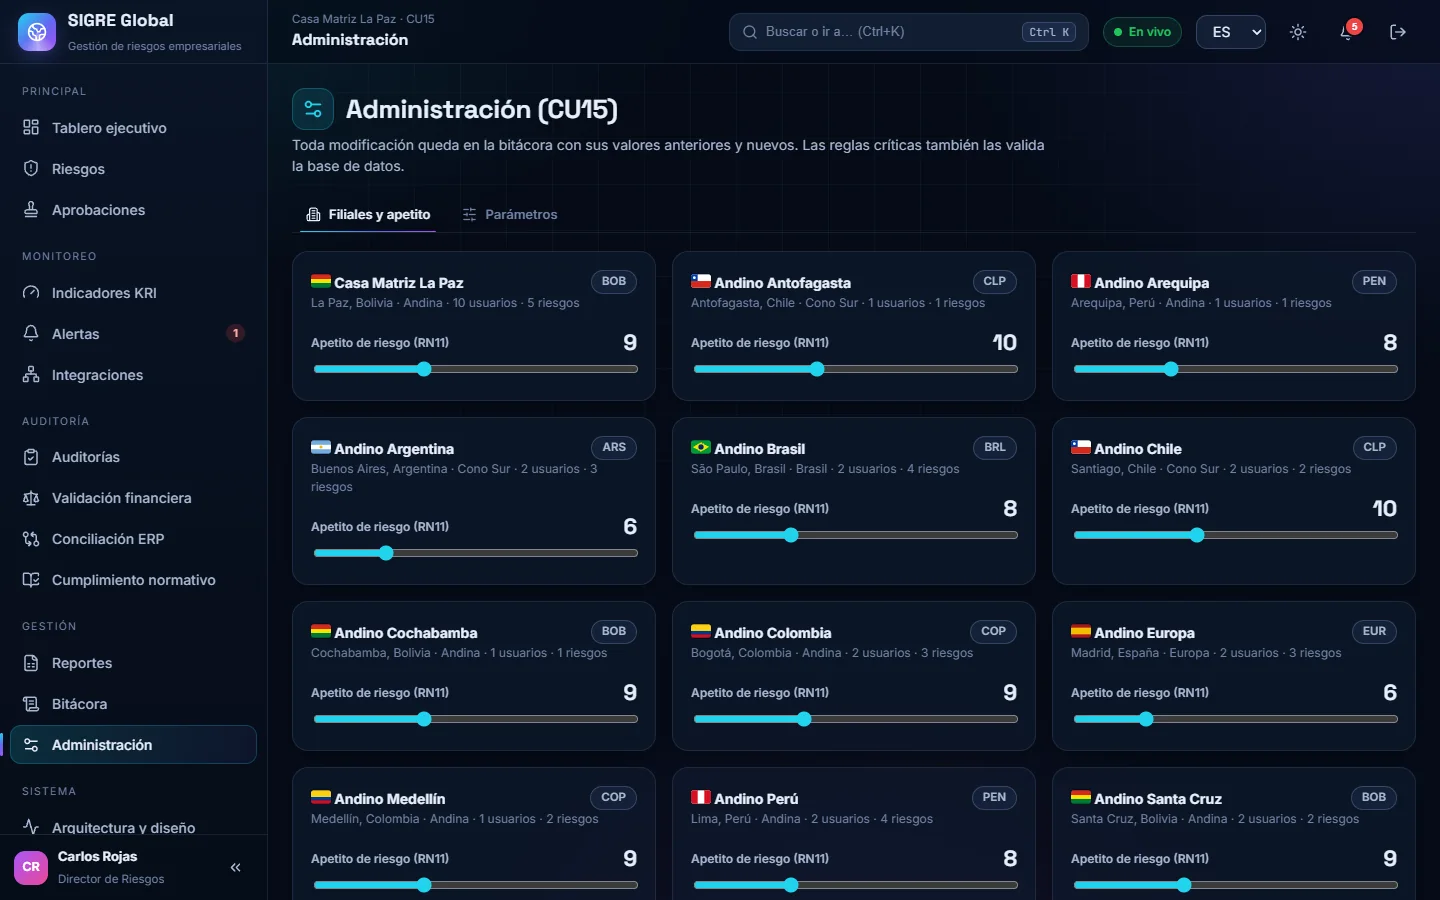 SIGRE Global
Gestión de riesgos empresariales
Casa Matriz La Paz · CU15
Administración
Buscar o ir a… (Ctrl+K)
Ctrl K
En vivo
ES
5
PRINCIPAL
Tablero ejecutivo
Riesgos
Aprobaciones
MONITOREO
Indicadores KRI
Alertas
1
Integraciones
AUDITORÍA
Auditorías
Validación financiera
Conciliación ERP
Cumplimiento normativo
GESTIÓN
Reportes
Bitácora
Administración
SISTEMA
Arquitectura y diseño
CR
Carlos Rojas
Director de Riesgos
Administración (CU15)
Toda modificación queda en la bitácora con sus valores anteriores y nuevos. Las reglas críticas también las valida
la base de datos.
Filiales y apetito
Parámetros
Casa Matriz La Paz
BOB
La Paz, Bolivia · Andina · 10 usuarios · 5 riesgos
Apetito de riesgo (RN11)
9
Andino Antofagasta
CLP
Antofagasta, Chile · Cono Sur · 1 usuarios · 1 riesgos
Apetito de riesgo (RN11)
10
Andino Arequipa
PEN
Arequipa, Perú · Andina · 1 usuarios · 1 riesgos
Apetito de riesgo (RN11)
8
Andino Argentina
ARS
Buenos Aires, Argentina · Cono Sur · 2 usuarios · 3
riesgos
Apetito de riesgo (RN11)
6
Andino Brasil
BRL
São Paulo, Brasil · Brasil · 2 usuarios · 4 riesgos
Apetito de riesgo (RN11)
8
Andino Chile
CLP
Santiago, Chile · Cono Sur · 2 usuarios · 2 riesgos
Apetito de riesgo (RN11)
10
Andino Cochabamba
BOB
Cochabamba, Bolivia · Andina · 1 usuarios · 1 riesgos
Apetito de riesgo (RN11)
9
Andino Colombia
COP
Bogotá, Colombia · Andina · 2 usuarios · 3 riesgos
Apetito de riesgo (RN11)
9
Andino Europa
EUR
Madrid, España · Europa · 2 usuarios · 3 riesgos
Apetito de riesgo (RN11)
6
Andino Medellín
COP
Medellín, Colombia · Andina · 1 usuarios · 2 riesgos
Apetito de riesgo (RN11)
9
Andino Perú
PEN
Lima, Perú · Andina · 2 usuarios · 4 riesgos
Apetito de riesgo (RN11)
8
Andino Santa Cruz
BOB
Santa Cruz, Bolivia · Andina · 2 usuarios · 2 riesgos
Apetito de riesgo (RN11)
9